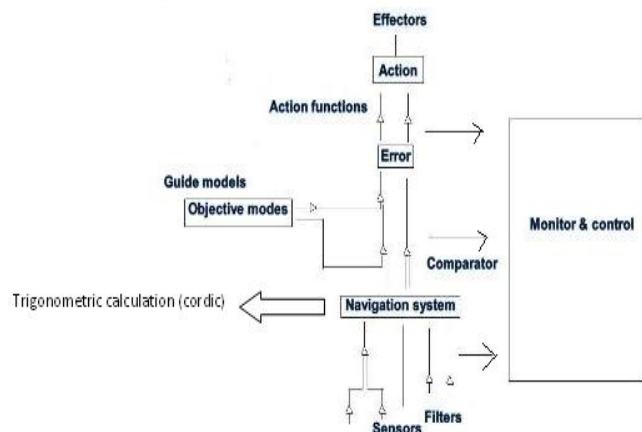 Effectors
Action
Action functions
Error
Guide models
Objective modes
Monitor & control
Comparator
Trigonometric calculation (cordic)
Navigation system
Sensors
Filters